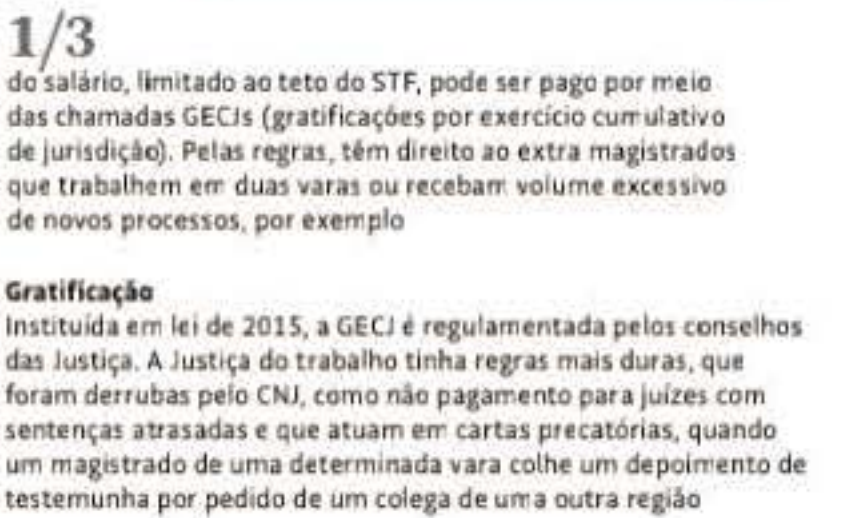 1/3
do salário, limitado ao teto do STF, pode ser pago por meio
das chamadas GECJs (gratificações por exercício cumulativo
de jurisdição). Pelas regras, têm direito ao extra magistrados
que trabalhem em duas varas ou recebam volume excessivo
de novos processos, por exemplo
Gratificação
Instituída em lei de 2015, a GECJ é regulamentada pelos conselhos
das Justiça. A Justiça do trabalho tinha regras mais duras, que
foram derrubas pelo CNJ, como não pagamento para juízes com
sentenças atrasadas e que atuam em cartas precatórias, quando
um magistrado de uma determinada vara colhe um depoimento de
testemunha por pedido de um colega de uma outra região